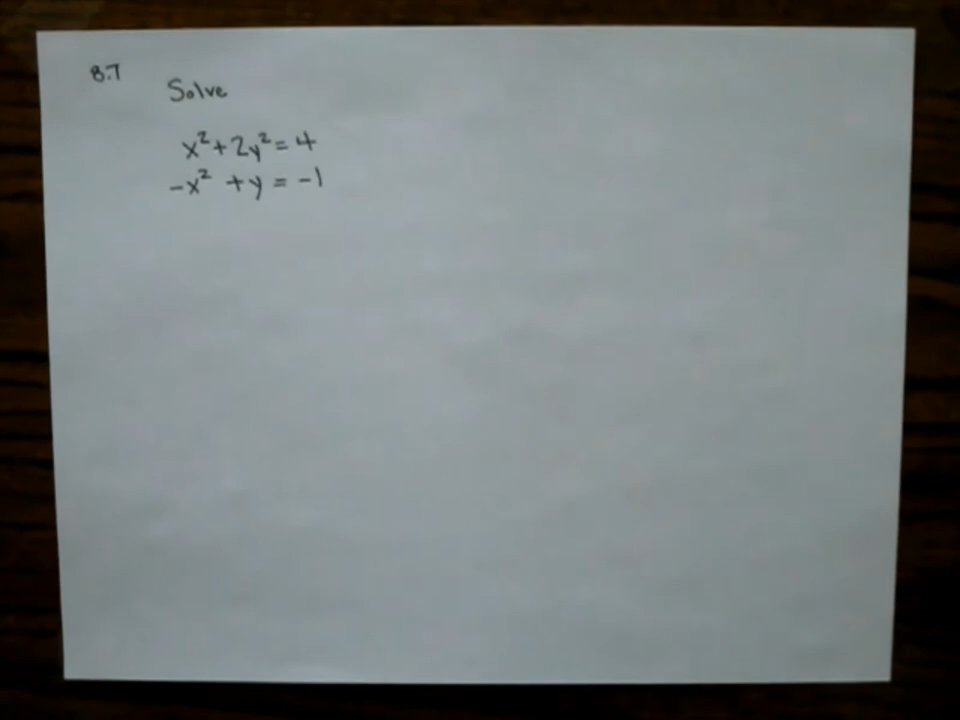 8.7
Solve
x²+2y²=4
-x² +y = -1